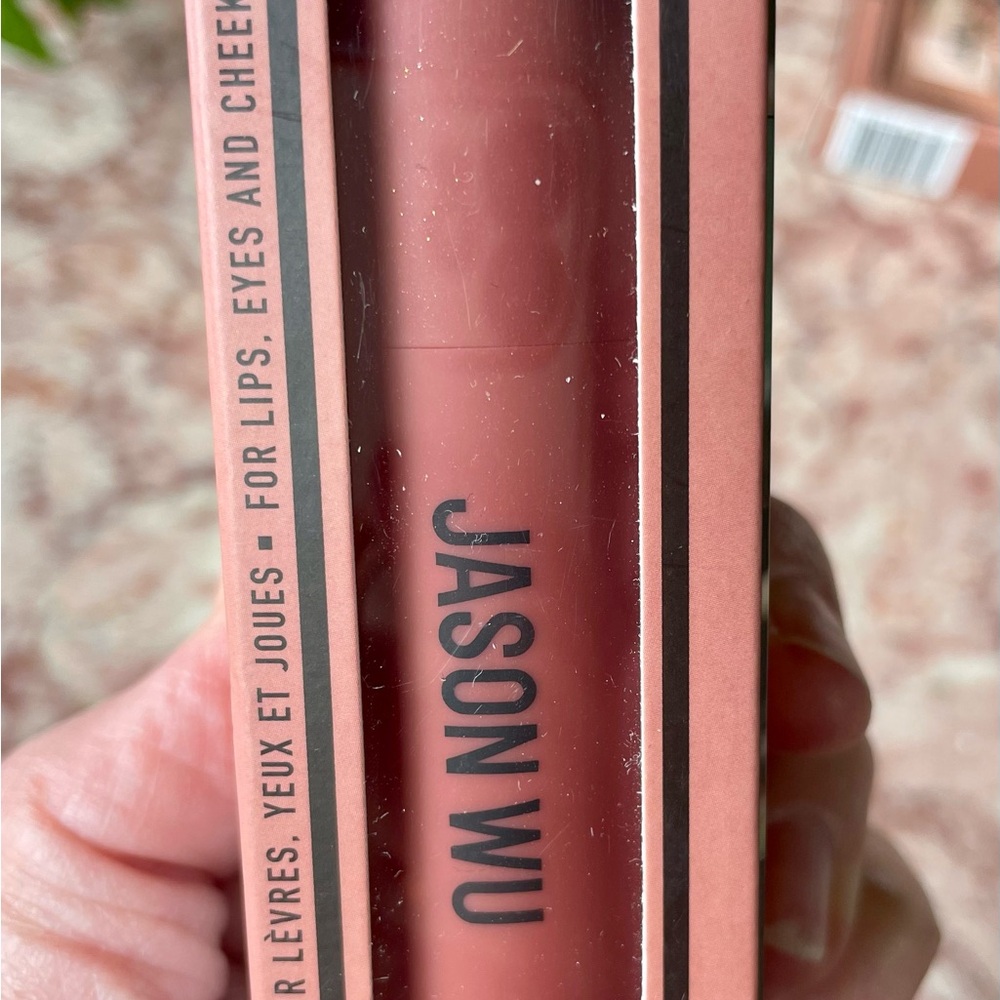 R LÈVRES, YEUX ET JOUES ▪ FOR LIPS, EYES AND CHEEK
JASON WU